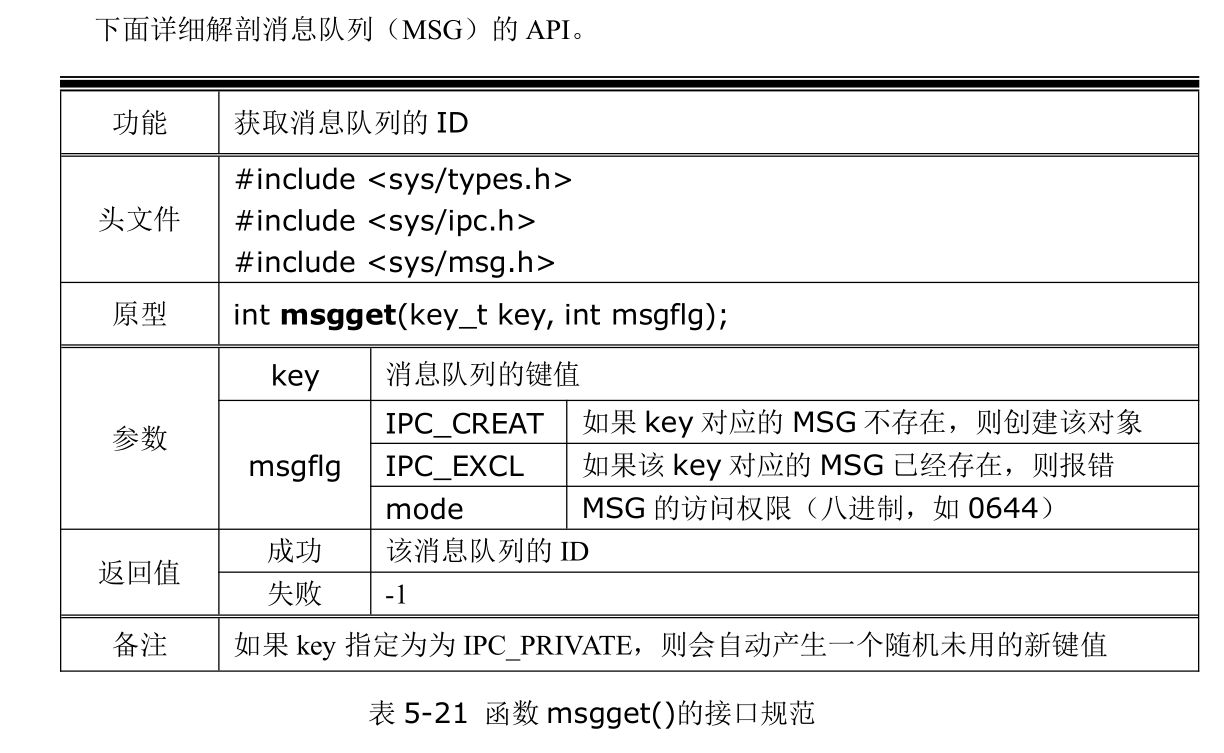 下面详细解剖消息队列（MSG）的 API。
功能 获取消息队列的 ID
头文件 #include <sys/types.h>
#include <sys/ipc.h>
#include <sys/msg.h>
原型 int msgget(key_t key, int msgflg);
参数 key 消息队列的键值
msgflg IPC_CREAT 如果 key 对应的 MSG 不存在，则创建该对象
IPC_EXCL 如果该 key 对应的 MSG 已经存在，则报错
mode MSG 的访问权限（八进制，如 0644）
返回值 成功 该消息队列的 ID
失败 -1
备注 如果 key 指定为为 IPC_PRIVATE，则会自动产生一个随机未用的新键值
表 5-21 函数 msgget()的接口规范